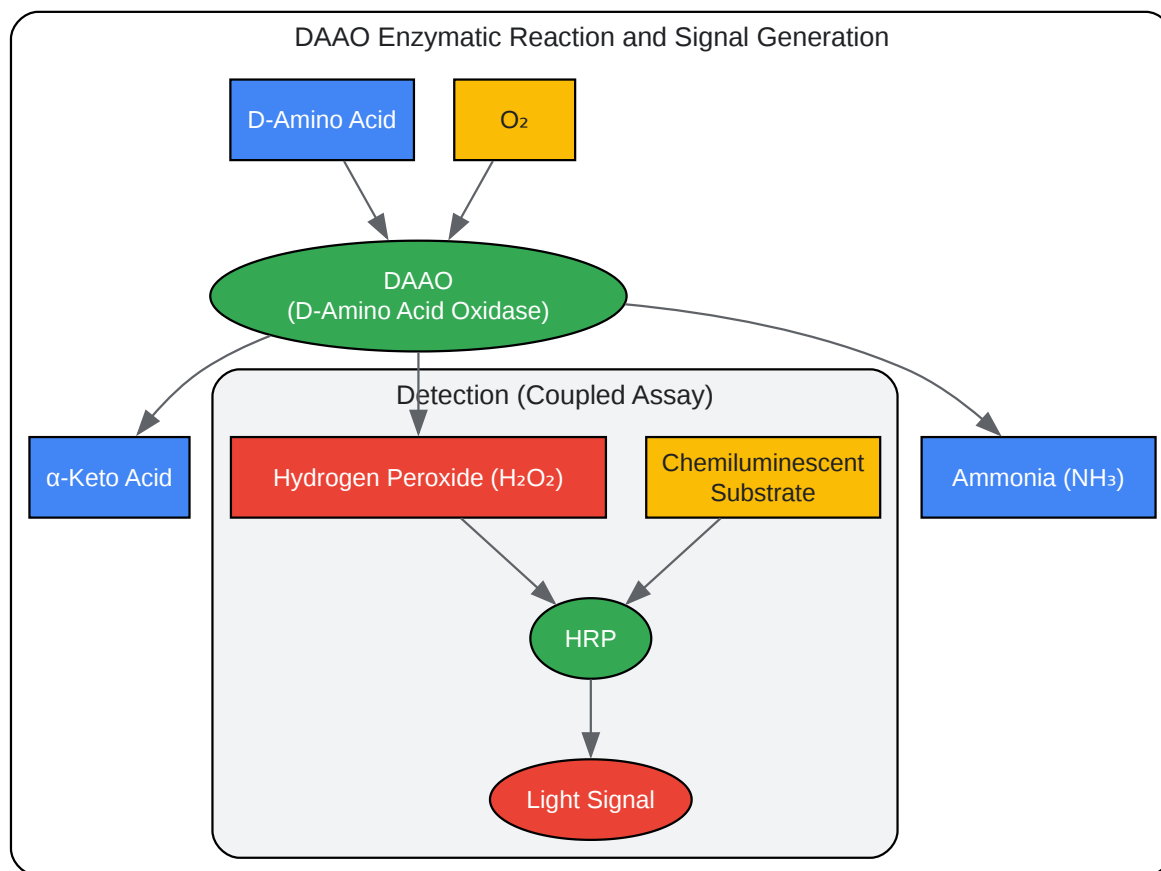 DAAO Enzymatic Reaction and Signal Generation
D-Amino Acid
O₂
DAAO
(D-Amino Acid Oxidase)
Detection (Coupled Assay)
α-Keto Acid
Hydrogen Peroxide (H₂O₂)
Chemiluminescent
Substrate
Ammonia (NH₃)
HRP
Light Signal